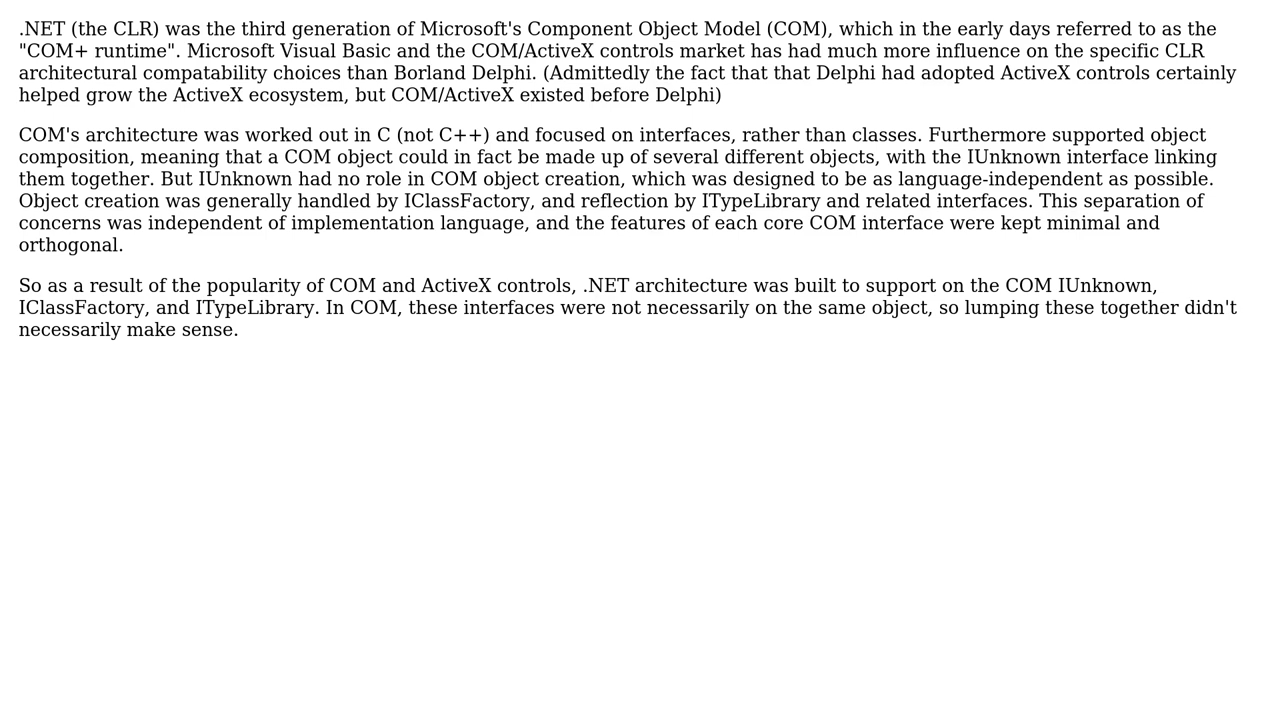 .NET (the CLR) was the third generation of Microsoft's Component Object Model (COM), which in the early days referred to as the
"COM+ runtime". Microsoft Visual Basic and the COM/ActiveX controls market has had much more influence on the specific CLR
architectural compatability choices than Borland Delphi. (Admittedly the fact that that Delphi had adopted ActiveX controls certainly
helped grow the ActiveX ecosystem, but COM/ActiveX existed before Delphi)
COM's architecture was worked out in C (not C++) and focused on interfaces, rather than classes. Furthermore supported object
composition, meaning that a COM object could in fact be made up of several different objects, with the IUnknown interface linking
them together. But IUnknown had no role in COM object creation, which was designed to be as language-independent as possible.
Object creation was generally handled by IClassFactory, and reflection by ITypeLibrary and related interfaces. This separation of
concerns was independent of implementation language, and the features of each core COM interface were kept minimal and
orthogonal.
So as a result of the popularity of COM and ActiveX controls, .NET architecture was built to support on the COM IUnknown,
IClassFactory, and ITypeLibrary. In COM, these interfaces were not necessarily on the same object, so lumping these together didn't
necessarily make sense.